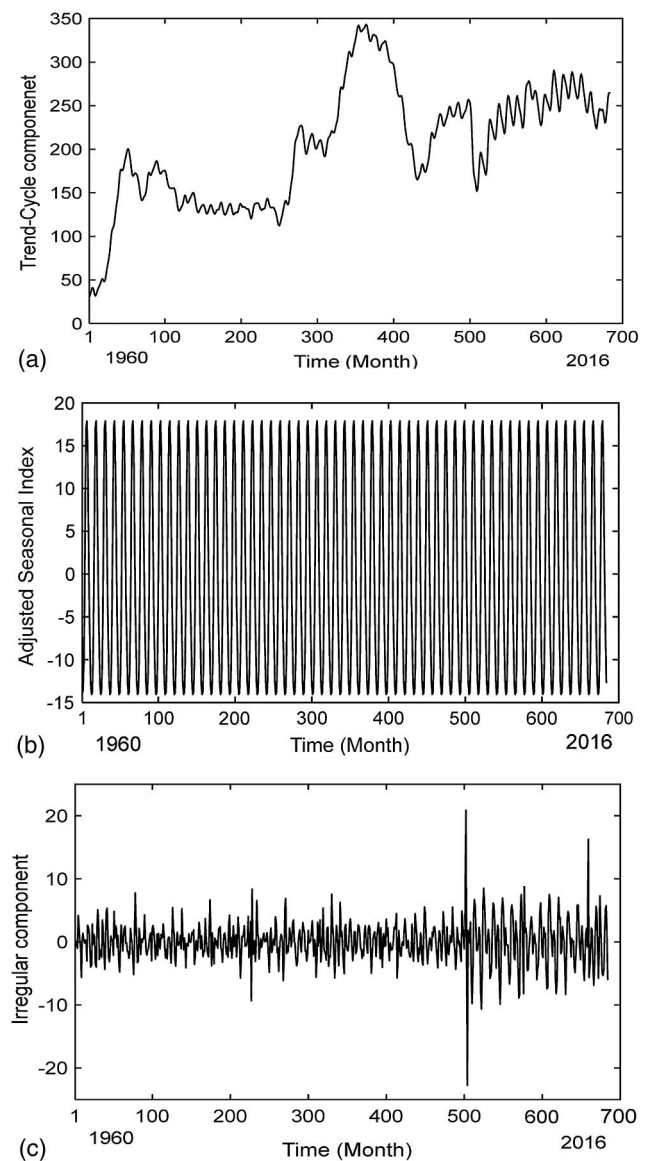 350
300
250
200
150
100
50
0
Trend-Cycle componenet
1 100 200 300 400 500 600 700
(a) 1960 Time (Month) 2016
20
15
10
5
0
-5
-10
-15
Adjusted Seasonal Index
1 100 200 300 400 500 600 700
(b) 1960 Time (Month) 2016
20
10
0
-10
-20
Irregular component
1 100 200 300 400 500 600 700
(c) 1960 Time (Month) 2016